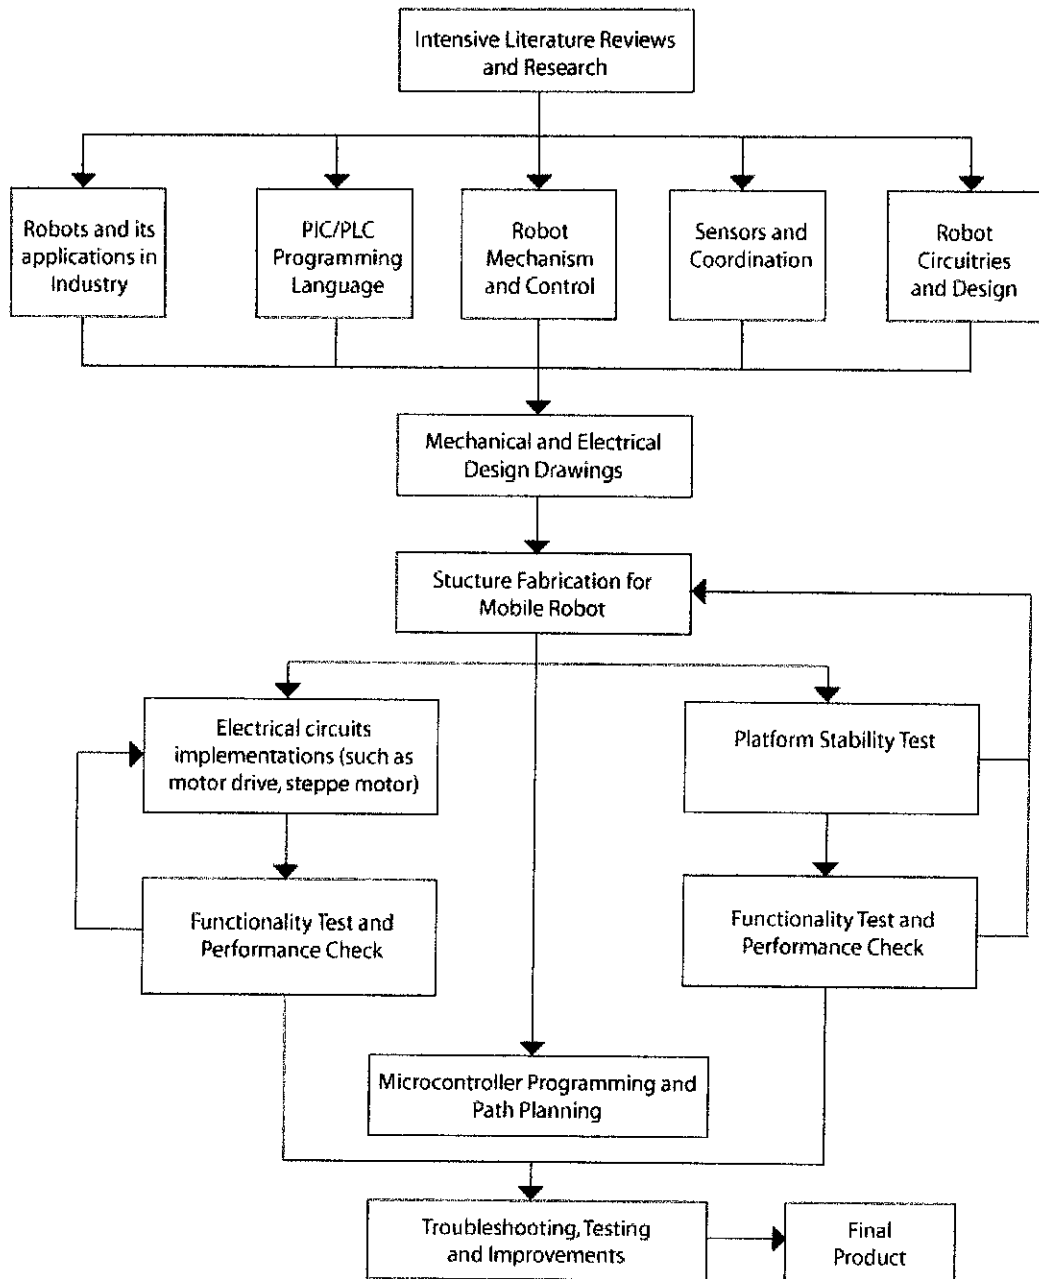 Intensive Literature Reviews
and Research
Robots and its
applications in
Industry
PIC/PLC
Programming
Language
Robot
Mechanism
and Control
Sensors and
Coordination
Robot
Circuitries
and Design
Mechanical and Electrical
Design Drawings
Stucture Fabrication for
Mobile Robot
Electrical circuits
implementations (such as
motor drive, steppe motor)
Platform Stability Test
Functionality Test and
Performance Check
Functionality Test and
Performance Check
Microcontroller Programming and
Path Planning
Troubleshooting, Testing
and Improvements
Final
Product